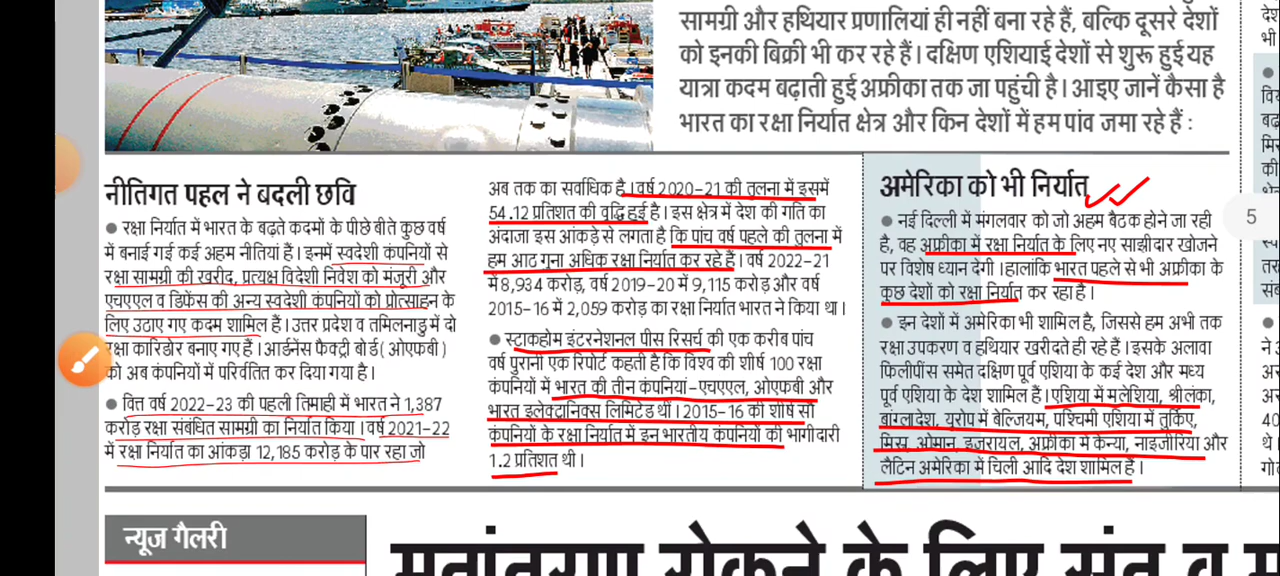 सामग्री और हथियार प्रणालियां ही नहीं बना रहे हैं, बल्कि दूसरे देशों
को इनकी बिक्री भी कर रहे हैं। दक्षिण एशियाई देशों से शुरू हुई यह
यात्रा कदम बढ़ाती हुई अफ्रीका तक जा पहुंची है। आइए जानें कैसा है
भारत का रक्षा निर्यात क्षेत्र और किन देशों में हम पांव जमा रहे हैं :
नीतिगत पहल ने बदली छवि
● रक्षा निर्यात में भारत के बढ़ते कदमों के पीछे बीते कुछ वर्ष
में बनाई गई कई अहम नीतियां हैं। इनमें स्वदेशी कंपनियों से
रक्षा सामग्री की खरीद, प्रत्यक्ष विदेशी निवेश को मंजूरी और
एचएएल व डिफेंस की अन्य स्वदेशी कंपनियों को प्रोत्साहन के
लिए उठाए गए कदम शामिल हैं। उत्तर प्रदेश व तमिलनाडु में दो
रक्षा कारिडोर बनाए गए हैं। आर्डनेंस फैक्ट्री बोर्ड (ओएफबी)
को अब कंपनियों में परिवर्तित कर दिया गया है।
● वित्त वर्ष 2022-23 की पहली तिमाही में भारत ने 1,387
करोड़ रक्षा संबंधित सामग्री का निर्यात किया। वर्ष 2021-22
में रक्षा निर्यात का आंकड़ा 12,185 करोड़ के पार रहा जो
अब तक का सर्वाधिक है। वर्ष 2020-21 की तुलना में इसमें
54.12 प्रतिशत की वृद्धि हुई है। इस क्षेत्र में देश की गति का
अंदाजा इस आंकड़े से लगता है कि पांच वर्ष पहले की तुलना में
हम आठ गुना अधिक रक्षा निर्यात कर रहे हैं। वर्ष 2022-21
में 8,934 करोड़, वर्ष 2019-20 में 9,115 करोड़ और वर्ष
2015-16 में 2,059 करोड़ का रक्षा निर्यात भारत ने किया था।
● स्टाकहोम इंटरनेशनल पीस रिसर्च की एक करीब पांच
वर्ष पुरानी एक रिपोर्ट कहती है कि विश्व की शीर्ष 100 रक्षा
कंपनियों में भारत की तीन कंपनियां-एचएएल, ओएफबी और
भारत इलेक्ट्रानिक्स लिमिटेड थीं। 2015-16 की शीर्ष सौ
कंपनियों के रक्षा निर्यात में इन भारतीय कंपनियों की भागीदारी
1.2 प्रतिशत थी।
अमेरिका को भी निर्यात
● नई दिल्ली में मंगलवार को जो अहम बैठक होने जा रही
है, वह अफ्रीका में रक्षा निर्यात के लिए नए साझीदार खोजने
पर विशेष ध्यान देगी। हालांकि भारत पहले से भी अफ्रीका के
कुछ देशों को रक्षा निर्यात कर रहा है।
● इन देशों में अमेरिका भी शामिल है, जिससे हम अभी तक
रक्षा उपकरण व हथियार खरीदते ही रहे हैं। इसके अलावा
फिलीपींस समेत दक्षिण पूर्व एशिया के कई देश और मध्य
पूर्व एशिया के देश शामिल हैं। एशिया में मलेशिया, श्रीलंका,
बांग्लादेश, यूरोप में बेल्जियम, पश्चिमी एशिया में तुर्किए,
मिस्र, ओमान, इजरायल, अफ्रीका में केन्या, नाइजीरिया और
लैटिन अमेरिका में चिली आदि देश शामिल हैं।
5
न्यूज गैलरी
मतांतरण रोकने के लिए संत व